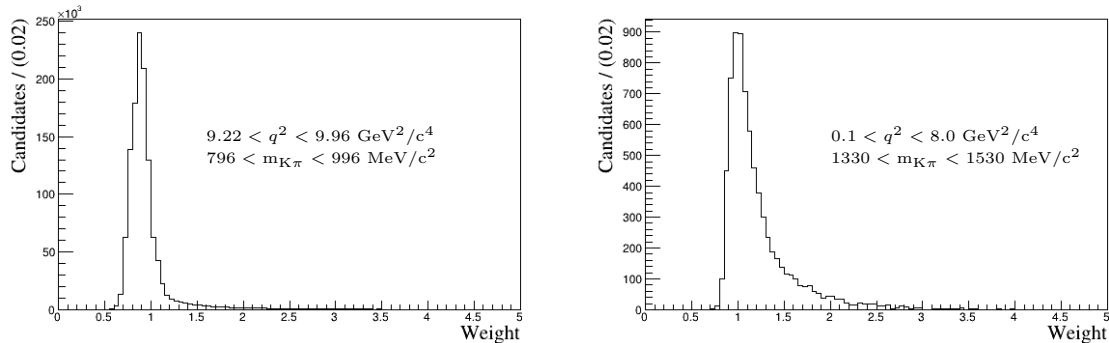 ×10³
250
200
150
100
50
0
0 0.5 1 1.5 2 2.5 3 3.5 4 4.5 5
Candidates / (0.02)
Weight
9.22 < q² < 9.96 GeV²/c⁴
796 < m_Kπ < 996 MeV/c²
900
800
700
600
500
400
300
200
100
0
0 0.5 1 1.5 2 2.5 3 3.5 4 4.5 5
Candidates / (0.02)
Weight
0.1 < q² < 8.0 GeV²/c⁴
1330 < m_Kπ < 1530 MeV/c²